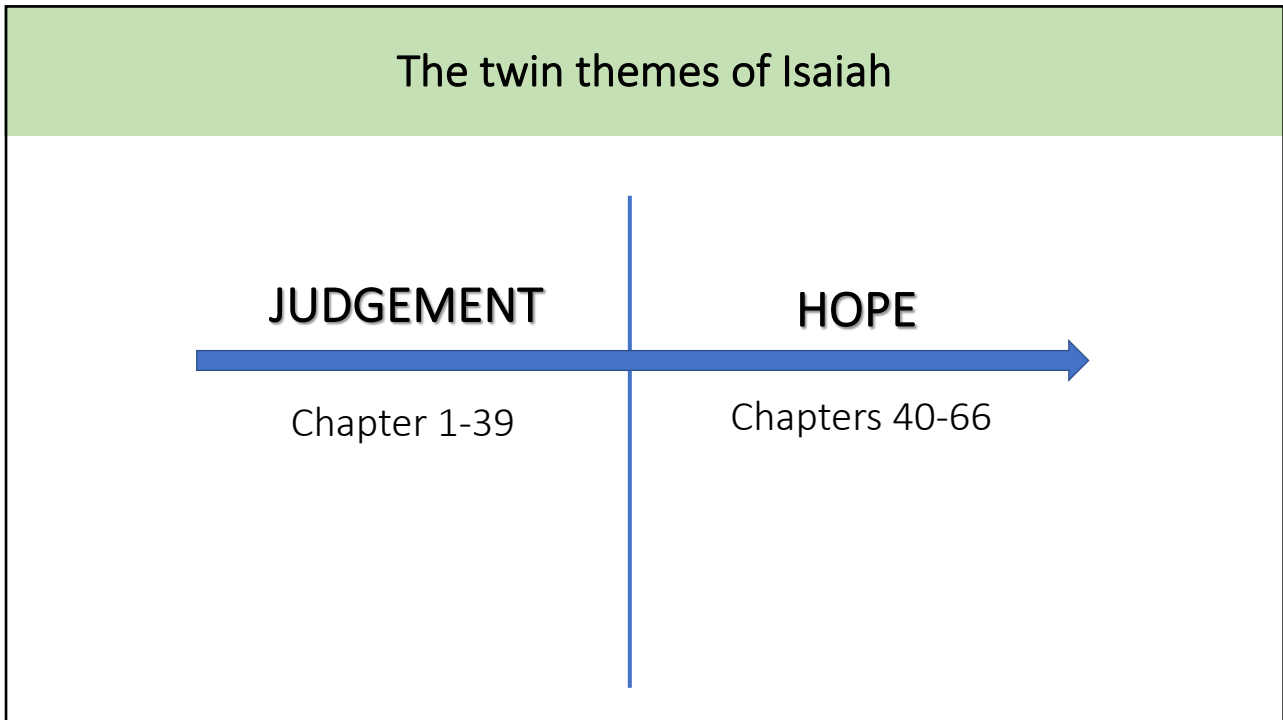 The twin themes of Isaiah
JUDGEMENT
HOPE
Chapter 1-39
Chapters 40-66